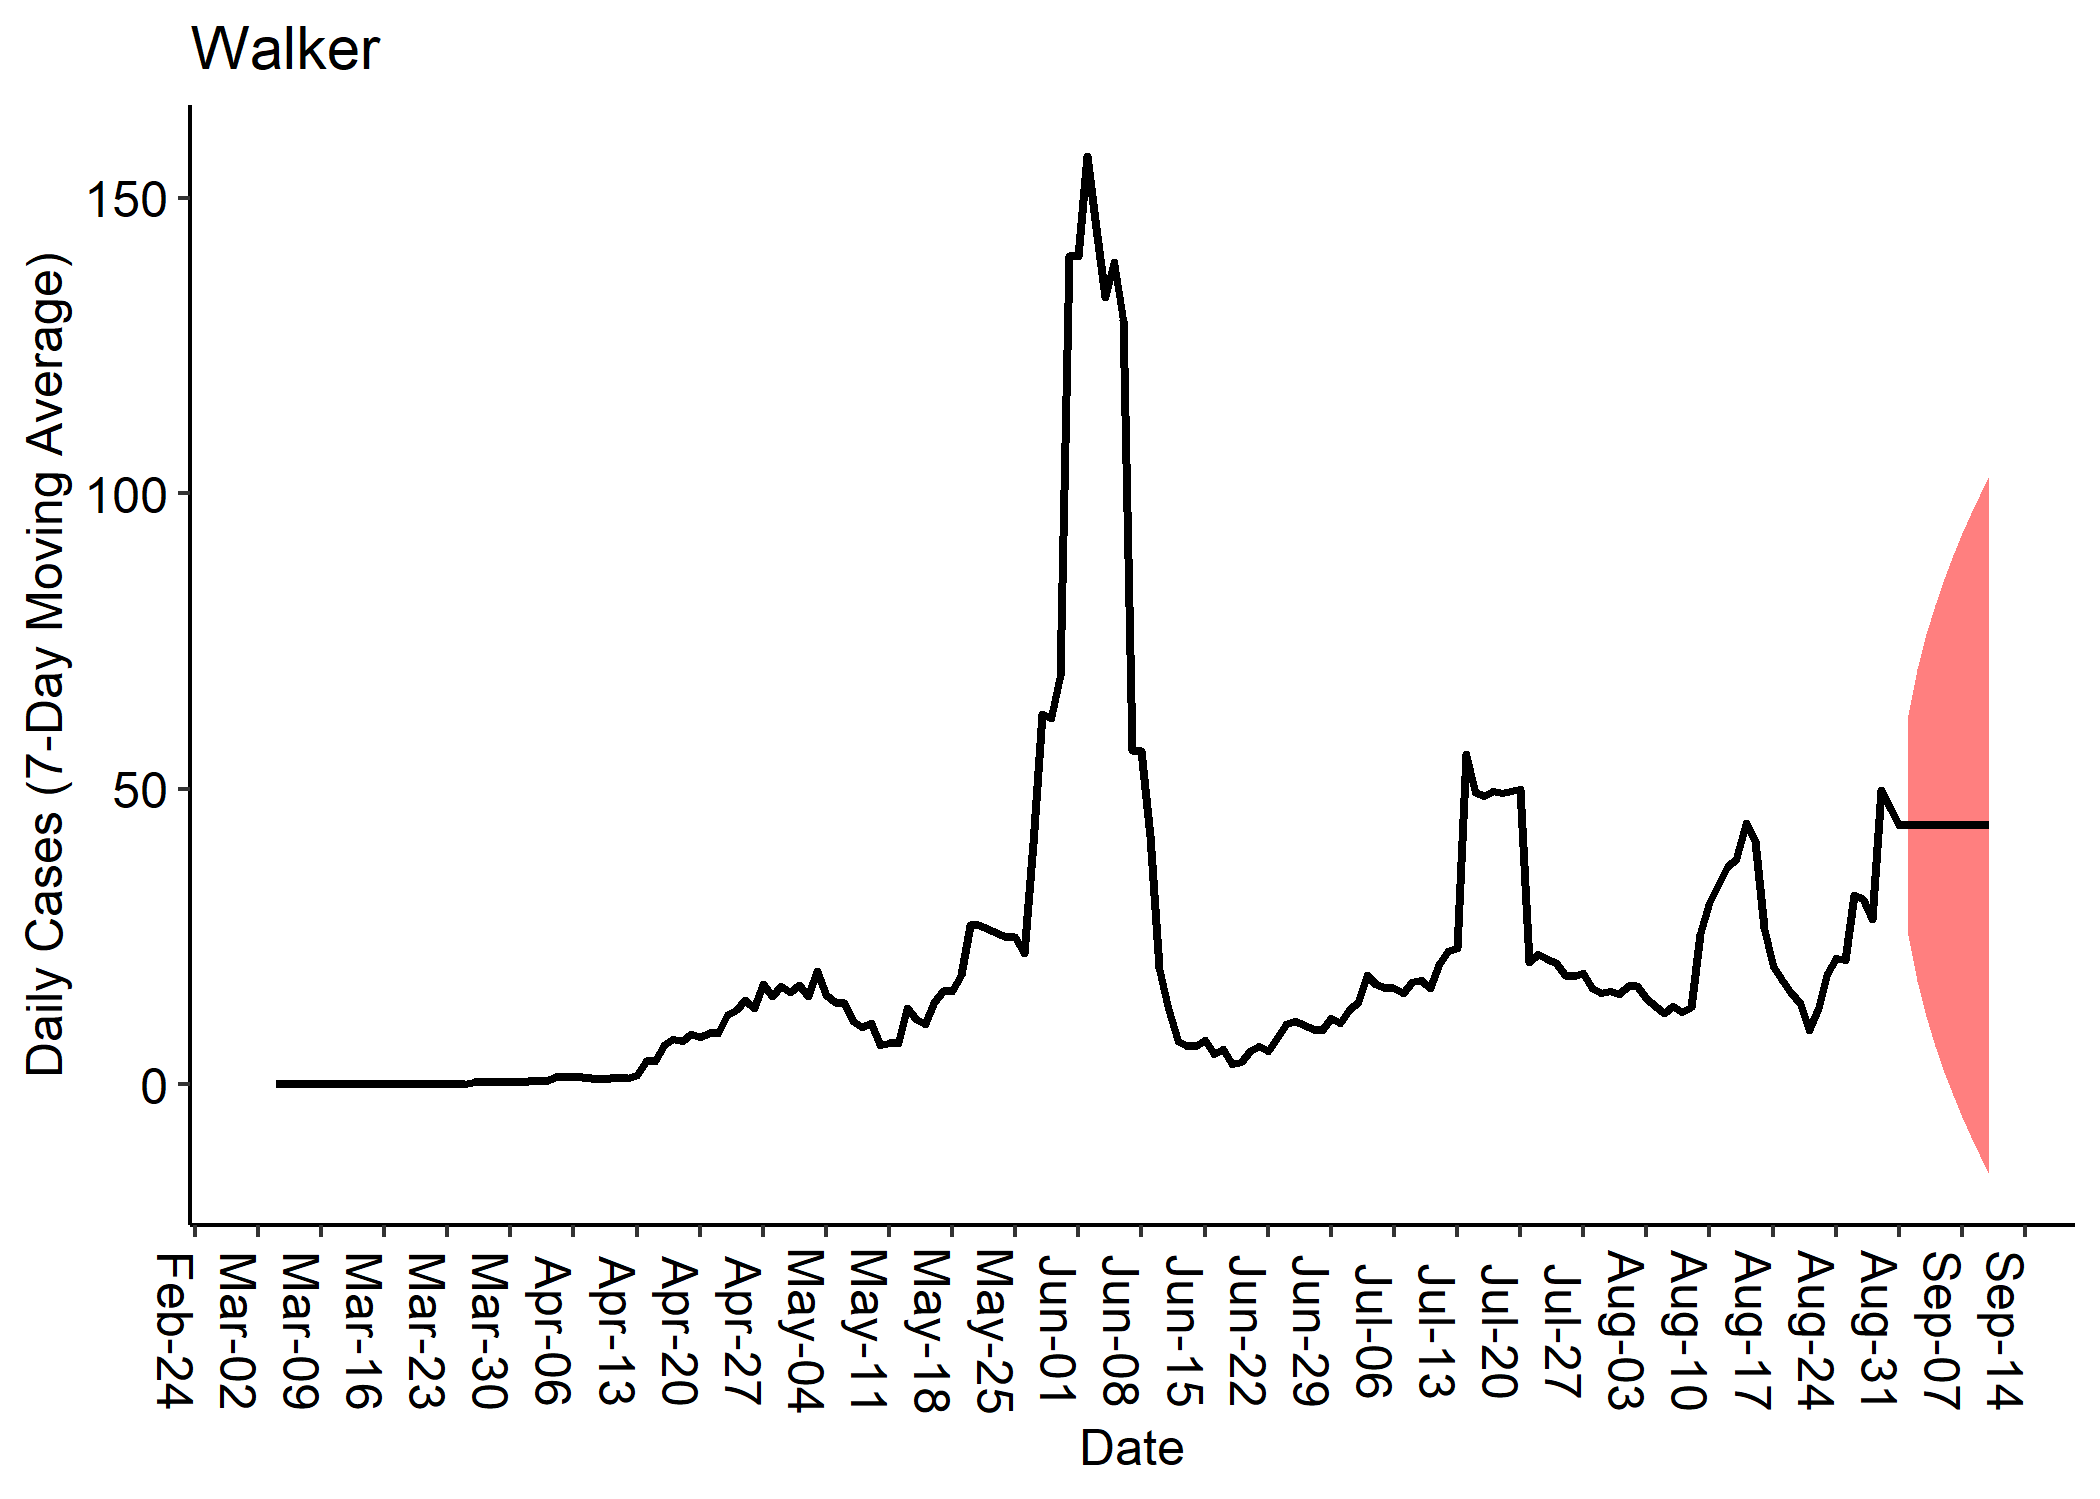 Walker
Daily Cases (7-Day Moving Average)
150
100
50
0
Feb-24
Mar-02
Mar-09
Mar-16
Mar-23
Mar-30
Apr-06
Apr-13
Apr-20
Apr-27
May-04
May-11
May-18
May-25
Jun-01
Jun-08
Jun-15
Jun-22
Jun-29
Jul-06
Jul-13
Jul-20
Jul-27
Aug-03
Aug-10
Aug-17
Aug-24
Aug-31
Sep-07
Sep-14
Date